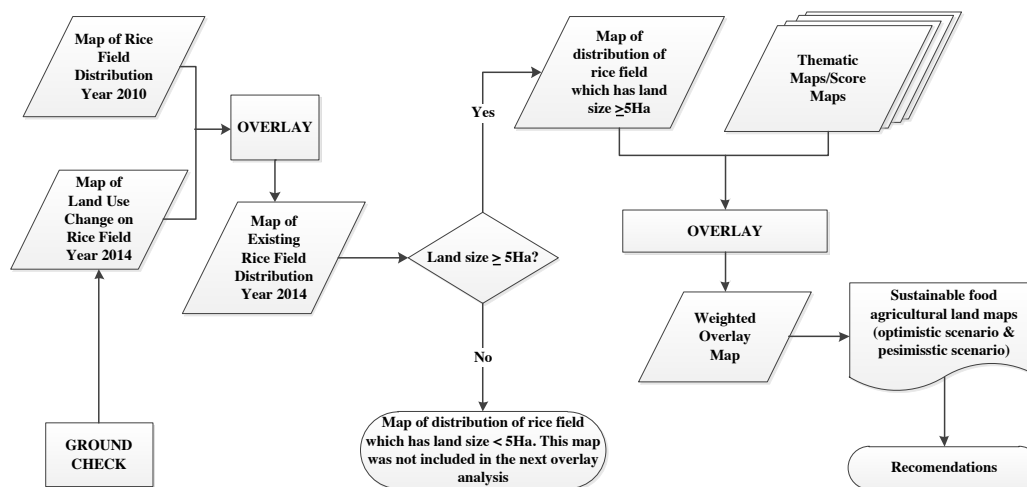 Map of Rice
Field
Distribution
Year 2010
OVERLAY
Map of
Land Use
Change on
Rice Field
Year 2014
GROUND
CHECK
Map of
Existing
Rice Field
Distribution
Year 2014
Land size ≥ 5Ha?
Yes
No
Map of distribution of rice field
which has land size < 5Ha. This map
was not included in the next overlay
analysis
Map of
distribution of
rice field
which has land
size ≥5Ha
Thematic
Maps/Score
Maps
OVERLAY
Weighted
Overlay
Map
Sustainable food
agricultural land maps
(optimistic scenario &
pesimisstic scenario)
Recomendations